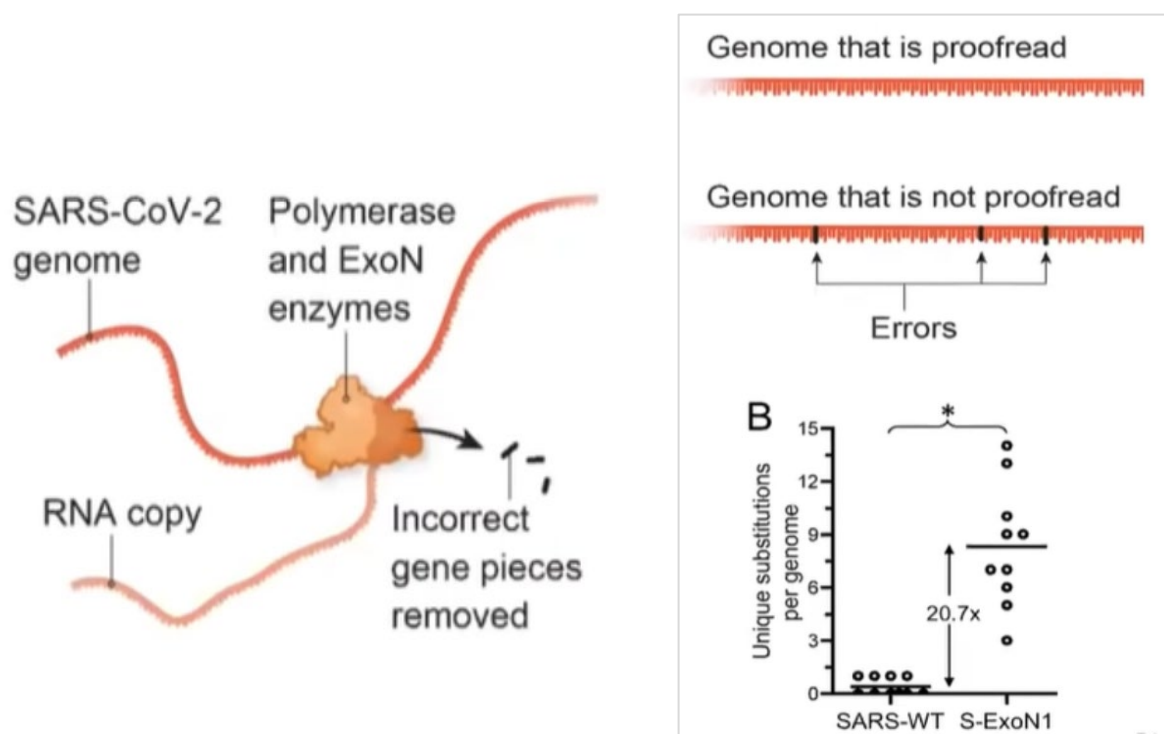 SARS-CoV-2
genome
Polymerase
and ExoN
enzymes
RNA copy
Incorrect
gene pieces
removed
Genome that is proofread
Genome that is not proofread
Errors
B
*
Unique substitutions
per genome
15
12
9
6
3
0
20.7x
SARS-WT S-ExoN1